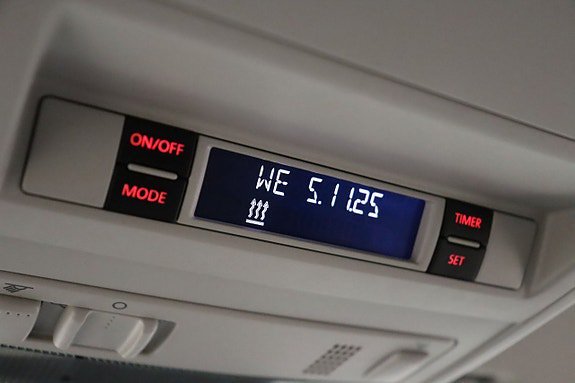 ON/OFF
MODE
WE 5.11.25
TIMER
SET